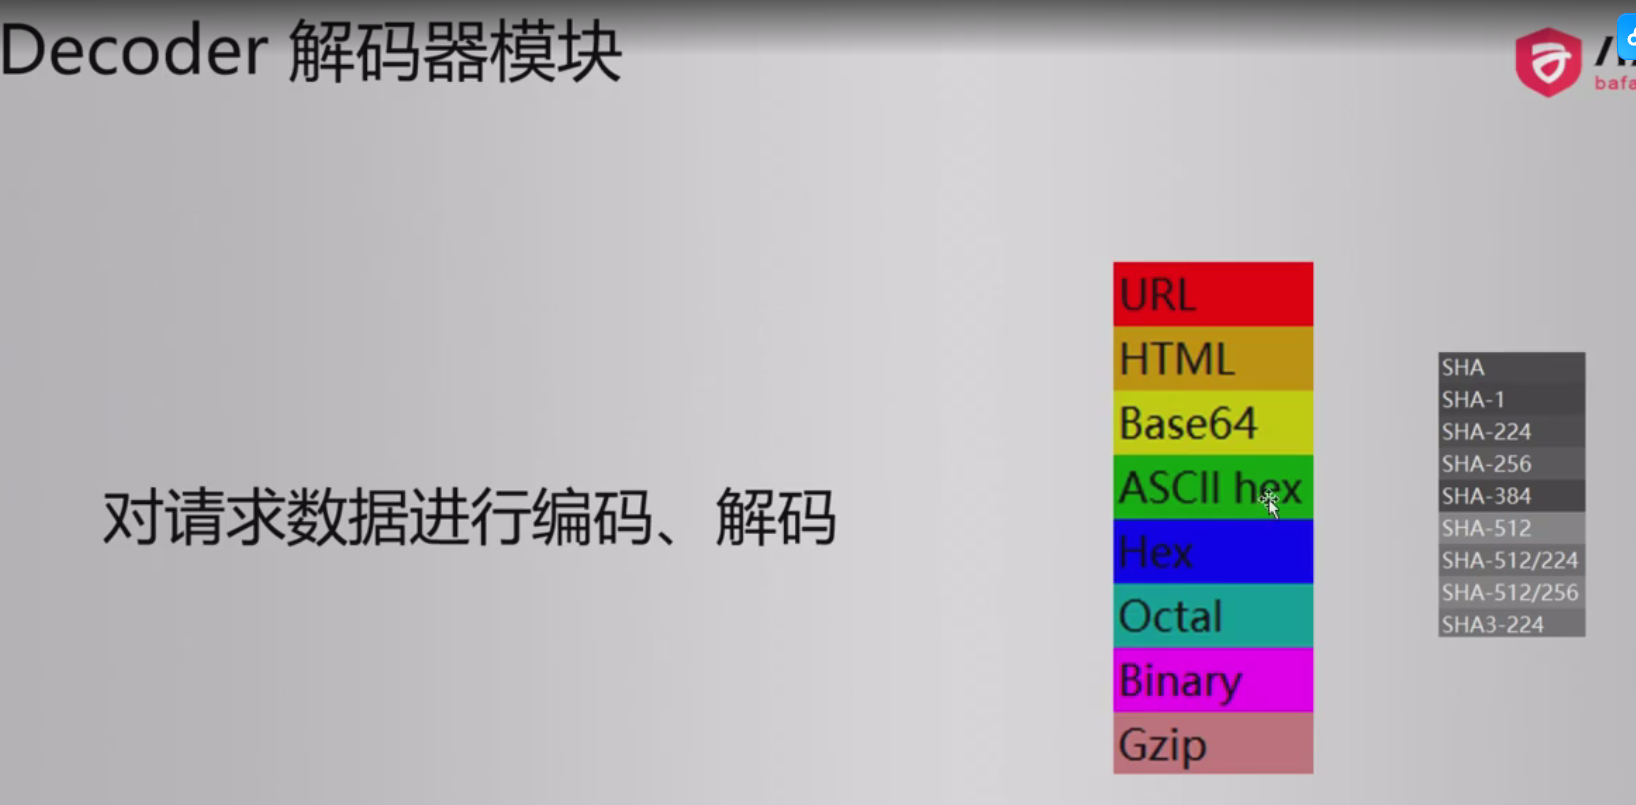 Decoder 解码器模块
bafa
对请求数据进行编码、解码
URL
HTML
Base64
ASCII hex
Hex
Octal
Binary
Gzip
SHA
SHA-1
SHA-224
SHA-256
SHA-384
SHA-512
SHA-512/224
SHA-512/256
SHA3-224